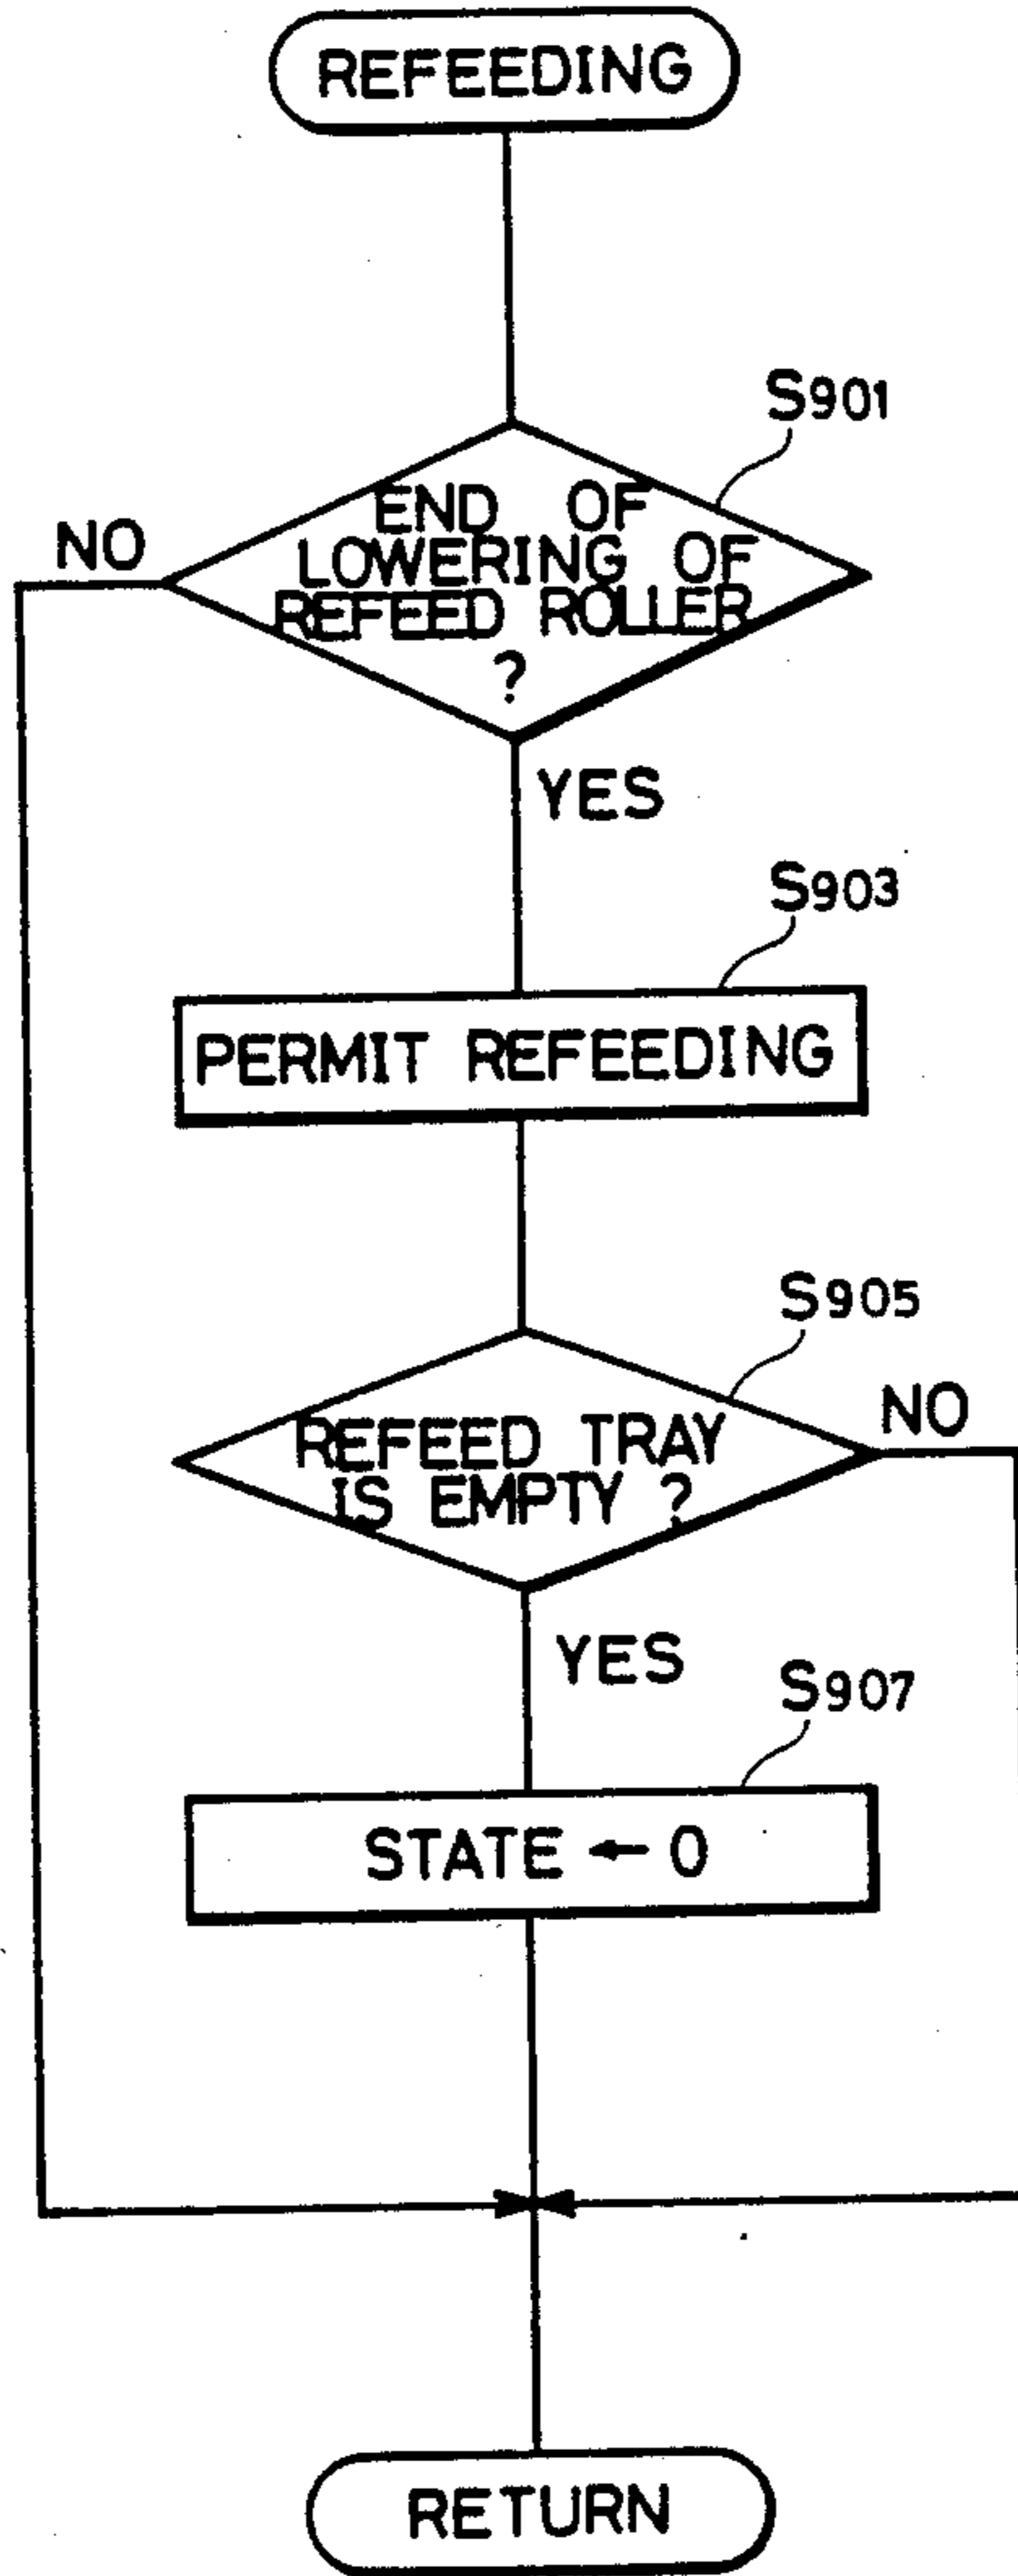 REFEEDING
S901
END OF
LOWERING OF
REFEED ROLLER
?
NO
YES
S903
PERMIT REFEEDING
S905
REFEED TRAY
IS EMPTY ?
NO
YES
S907
STATE ← 0
RETURN